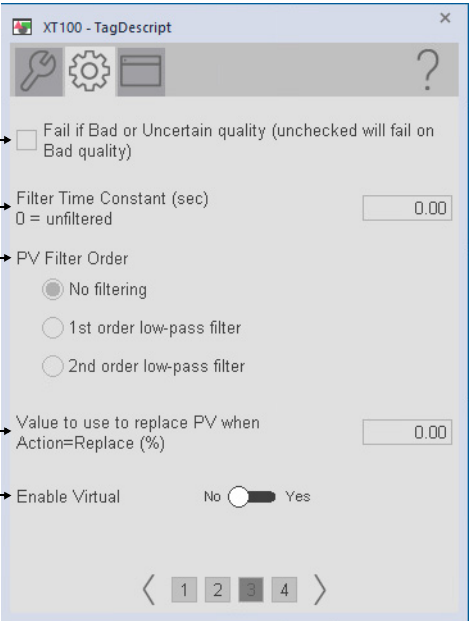 XT100 - TagDescript
×
?
Fail if Bad or Uncertain quality (unchecked will fail on
Bad quality)
Filter Time Constant (sec)
0 = unfiltered
0.00
PV Filter Order
No filtering
1st order low-pass filter
2nd order low-pass filter
Value to use to replace PV when
Action=Replace (%)
0.00
Enable Virtual No Yes
1 2 3 4